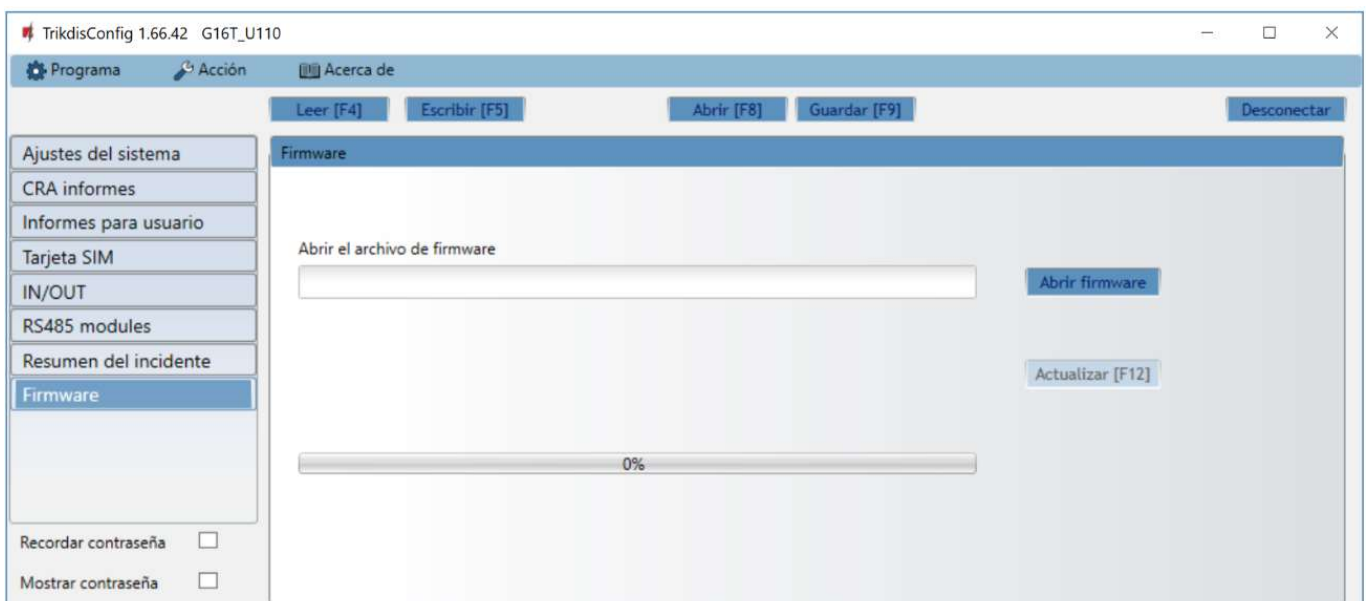 TrikdisConfig 1.66.42 G16T_U110
Programa Acción Acerca de
Leer [F4] Escribir [F5] Abrir [F8] Guardar [F9] Desconectar
Ajustes del sistema
CRA informes
Informes para usuario
Tarjeta SIM
IN/OUT
RS485 modules
Resumen del incidente
Firmware
Recordar contraseña
Mostrar contraseña
Firmware
Abrir el archivo de firmware
Abrir firmware
Actualizar [F12]
0%